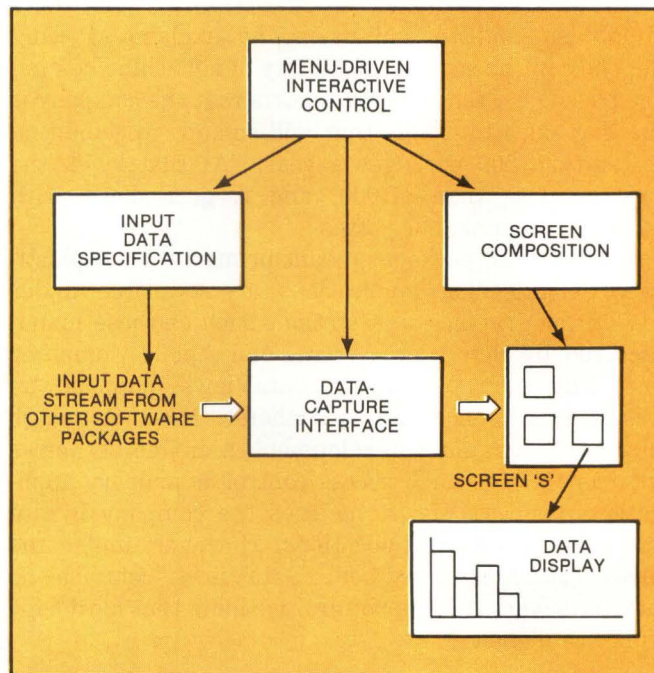 MENU-DRIVEN
INTERACTIVE
CONTROL
INPUT
DATA
SPECIFICATION
SCREEN
COMPOSITION
INPUT DATA
STREAM FROM
OTHER SOFTWARE
PACKAGES
DATA-
CAPTURE
INTERFACE
SCREEN 'S'
DATA
DISPLAY